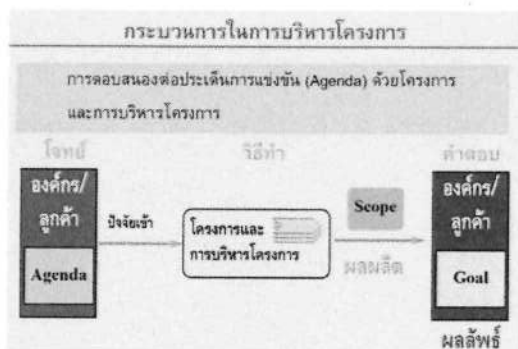 กระบวนการในการบริหารโครงการ
การตอบสนองต่อประเด็นการแข่งขัน (Agenda) ด้วยโครงการ
และการบริหารโครงการ
โจทย์
วิธีทำ
คำตอบ
องค์กร/
ลูกค้า
Agenda
ปัจจัยเข้า
โครงการและ
การบริหารโครงการ
Scope
ผลผลิต
องค์กร/
ลูกค้า
Goal
ผลลัพธ์